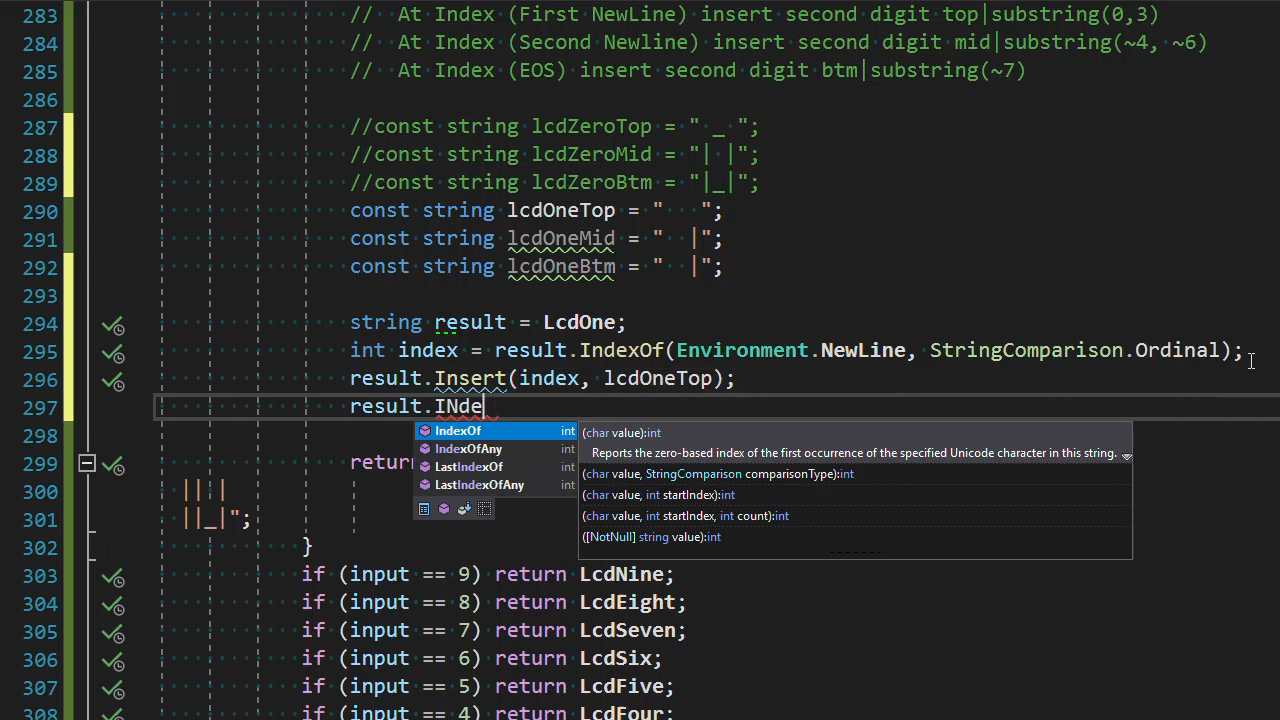 283 // At Index (First NewLine) insert second digit top|substring(0,3)
284 // At Index (Second Newline) insert second digit mid|substring(~4, ~6)
285 // At Index (EOS) insert second digit btm|substring(~7)
286
287 //const string lcdZeroTop = " _ ";
288 //const string lcdZeroMid = "| |";
289 //const string lcdZeroBtm = "|_|";
290 const string lcdOneTop = "   ";
291 const string lcdOneMid = "  |";
292 const string lcdOneBtm = "  |";
293
294 string result = LcdOne;
295 int index = result.IndexOf(Environment.NewLine, StringComparison.Ordinal);
296 result.Insert(index, lcdOneTop);
297 result.INde
IndexOf int
IndexOfAny int
LastIndexOf int
LastIndexOfAny int
(char value):int
Reports the zero-based index of the first occurrence of the specified Unicode character in this string.
(char value, StringComparison comparisonType):int
(char value, int startIndex):int
(char value, int startIndex, int count):int
([NotNull] string value):int
298
299 return
300 || |
301 ||_|";
302 }
303 if (input == 9) return LcdNine;
304 if (input == 8) return LcdEight;
305 if (input == 7) return LcdSeven;
306 if (input == 6) return LcdSix;
307 if (input == 5) return LcdFive;
308 if (input == 4) return LcdFour;